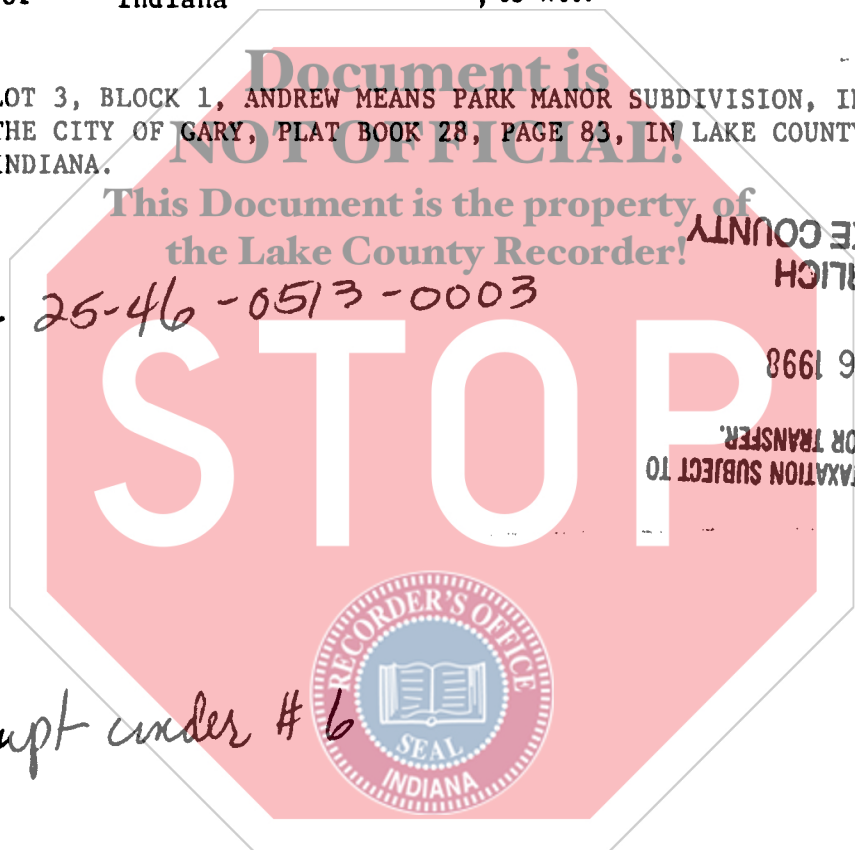 Indiana
Document is
LOT 3, BLOCK 1, ANDREW MEANS PARK MANOR SUBDIVISION,
THE CITY OF GARY, PLAT BOOK 28, PAGE 83, IN LAKE COUNTY
NOT OFFICIAL!
INDIANA.
This Document is the property of
the Lake County Recorder!
COUNTY
25-46-0513-0003
STOP
6 1998
TRANSFER.
TAXATION SUBJECT TO
RECORDER'S OFFICE
SEAL
INDIANA
under # 6